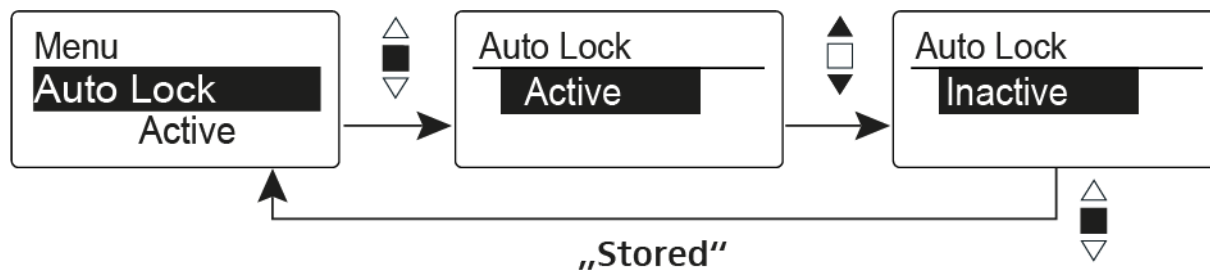 Menu
Auto Lock
Active
Auto Lock
Active
Auto Lock
Inactive
„Stored“